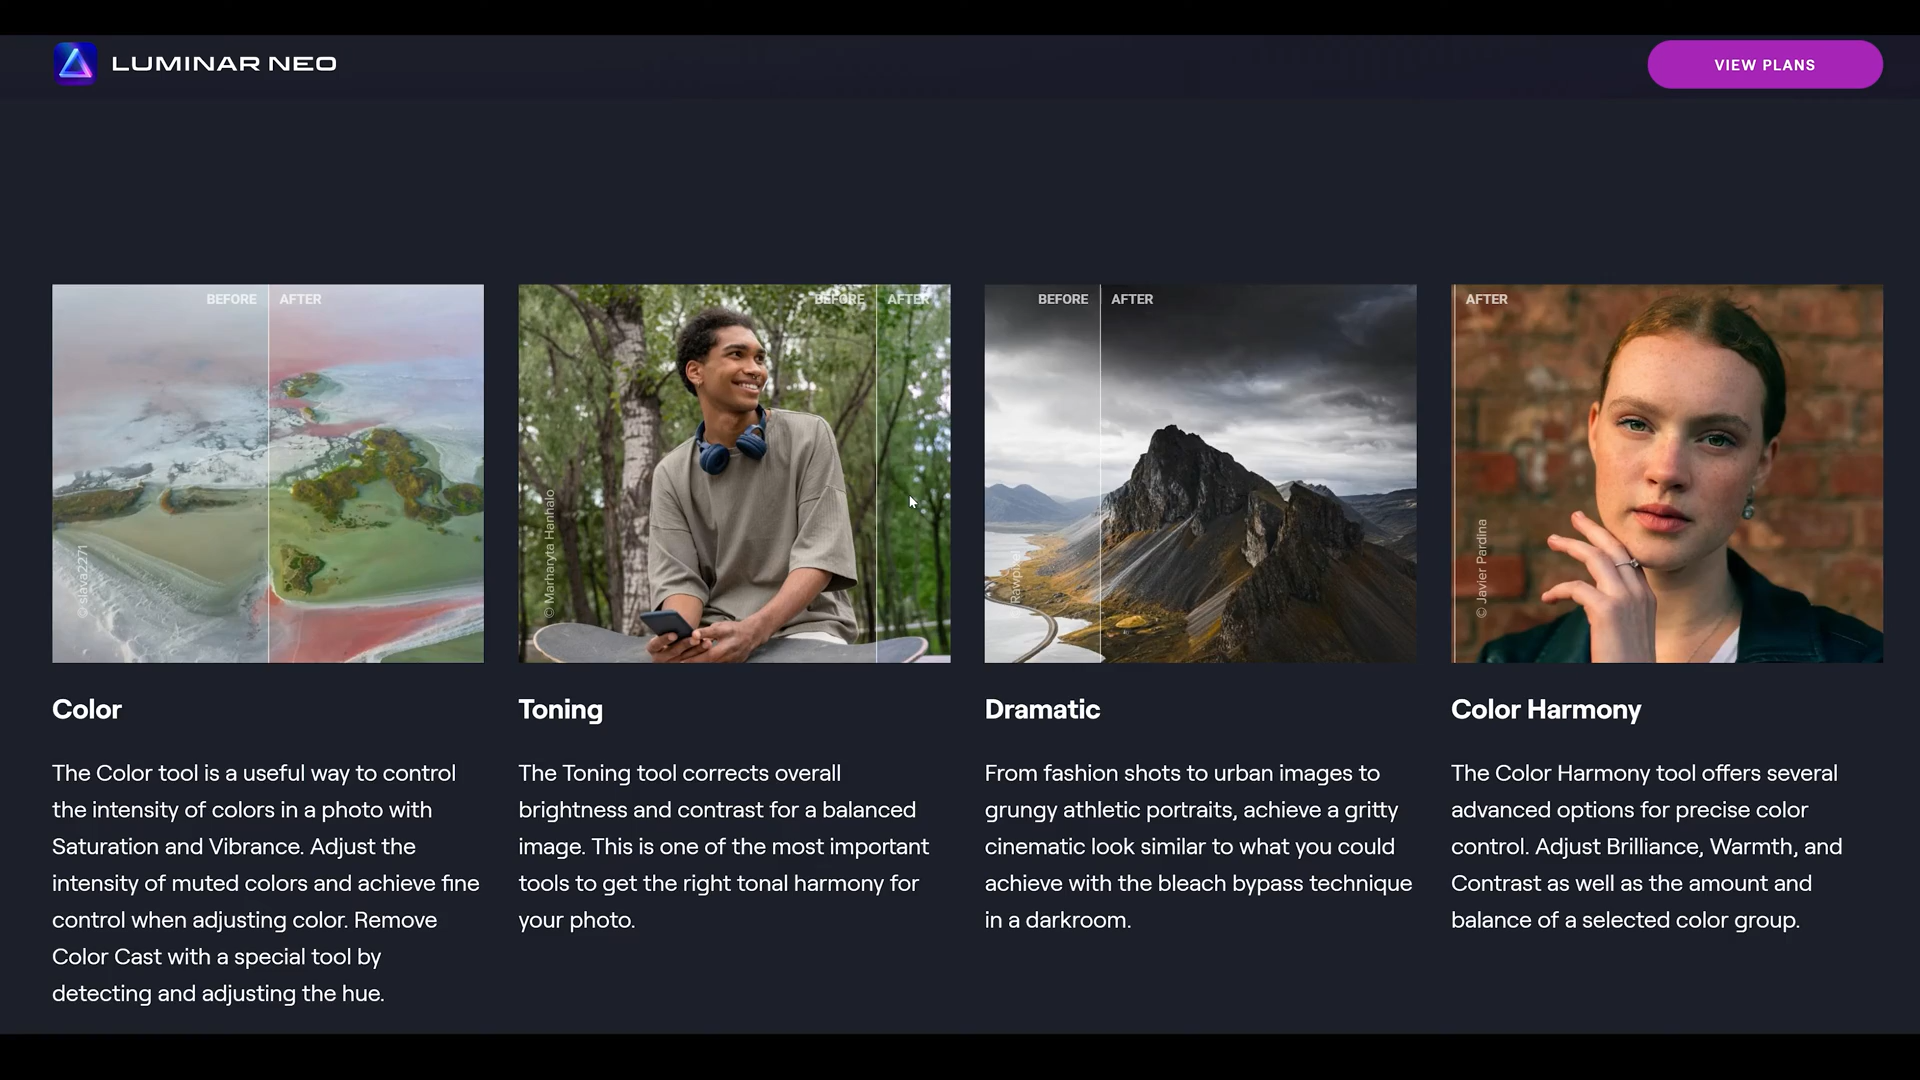 LUMINAR NEO
VIEW PLANS
BEFORE AFTER
© slava2271
BEFORE AFTER
© Marharyta Hanhalo
BEFORE AFTER
Rawpixel
AFTER
© Javier Pardina
Color
The Color tool is a useful way to control
the intensity of colors in a photo with
Saturation and Vibrance. Adjust the
intensity of muted colors and achieve fine
control when adjusting color. Remove
Color Cast with a special tool by
detecting and adjusting the hue.
Toning
The Toning tool corrects overall
brightness and contrast for a balanced
image. This is one of the most important
tools to get the right tonal harmony for
your photo.
Dramatic
From fashion shots to urban images to
grungy athletic portraits, achieve a gritty
cinematic look similar to what you could
achieve with the bleach bypass technique
in a darkroom.
Color Harmony
The Color Harmony tool offers several
advanced options for precise color
control. Adjust Brilliance, Warmth, and
Contrast as well as the amount and
balance of a selected color group.